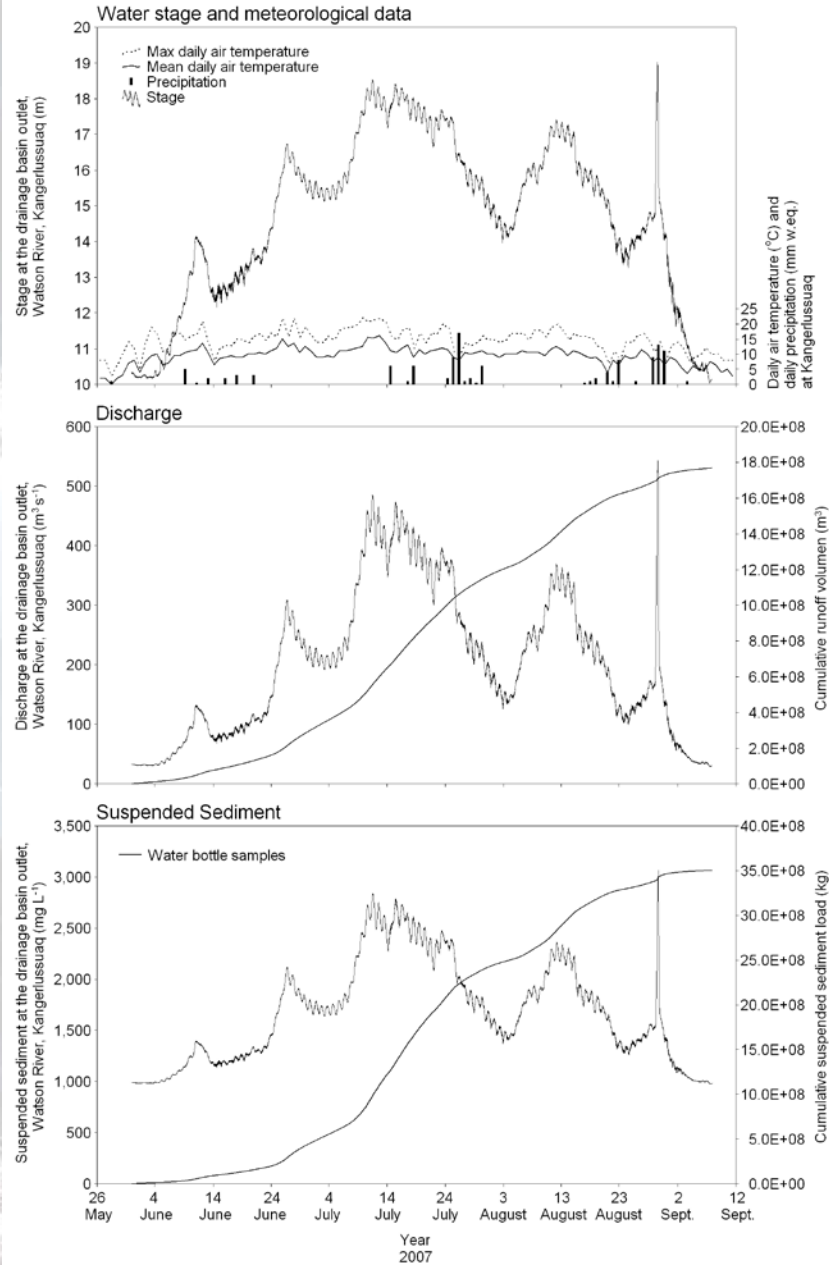 Water stage and meteorological data
Stage at the drainage basin outlet,
Watson River, Kangerlussuaq (m)
20
19
18
17
16
15
14
13
12
11
10
Max daily air temperature
Mean daily air temperature
Precipitation
Stage
25
20
15
10
5
0
Daily air temperature (°C) and
daily precipitation (mm w.eq.)
at Kangerlussuaq
Discharge
Discharge at the drainage basin outlet,
Watson River, Kangerlussuaq (m³ s⁻¹)
600
500
400
300
200
100
0
20.0E+08
18.0E+08
16.0E+08
14.0E+08
12.0E+08
10.0E+08
8.0E+08
6.0E+08
4.0E+08
2.0E+08
0.0E+00
Cumulative runoff volumen (m³)
Suspended Sediment
Suspended sediment at the drainage basin outlet,
Watson River, Kangerlussuaq (mg L⁻¹)
3,500
3,000
2,500
2,000
1,500
1,000
500
0
Water bottle samples
40.0E+08
35.0E+08
30.0E+08
25.0E+08
20.0E+08
15.0E+08
10.0E+08
5.0E+08
0.0E+00
Cumulative suspended sediment load (kg)
26 4 14 24 4 14 24 3 13 23 2 12
May June June June July July July August August August Sept. Sept.
Year
2007